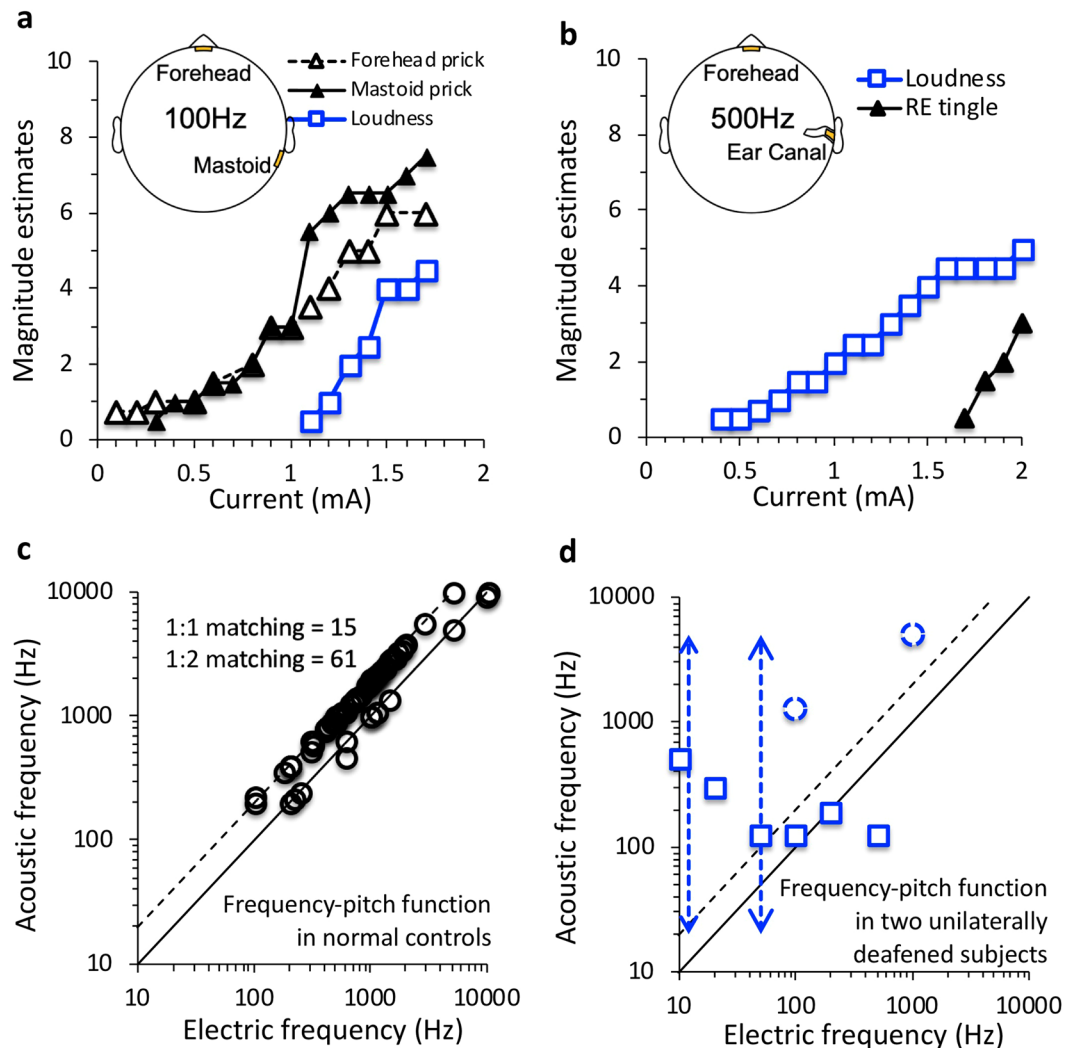 a
10
8
6
4
2
0
Magnitude estimates
Forehead
100Hz
Mastoid
Forehead prick
Mastoid prick
Loudness
0
0.5
1
1.5
2
Current (mA)
b
10
8
6
4
2
0
Magnitude estimates
Forehead
500Hz
Ear Canal
Loudness
RE tingle
0
0.5
1
1.5
2
Current (mA)
c
10000
1000
100
10
Acoustic frequency (Hz)
1:1 matching = 15
1:2 matching = 61
Frequency-pitch function
in normal controls
10
100
1000
10000
Electric frequency (Hz)
d
10000
1000
100
10
Acoustic frequency (Hz)
Frequency-pitch function
in two unilaterally
deafened subjects
10
100
1000
10000
Electric frequency (Hz)